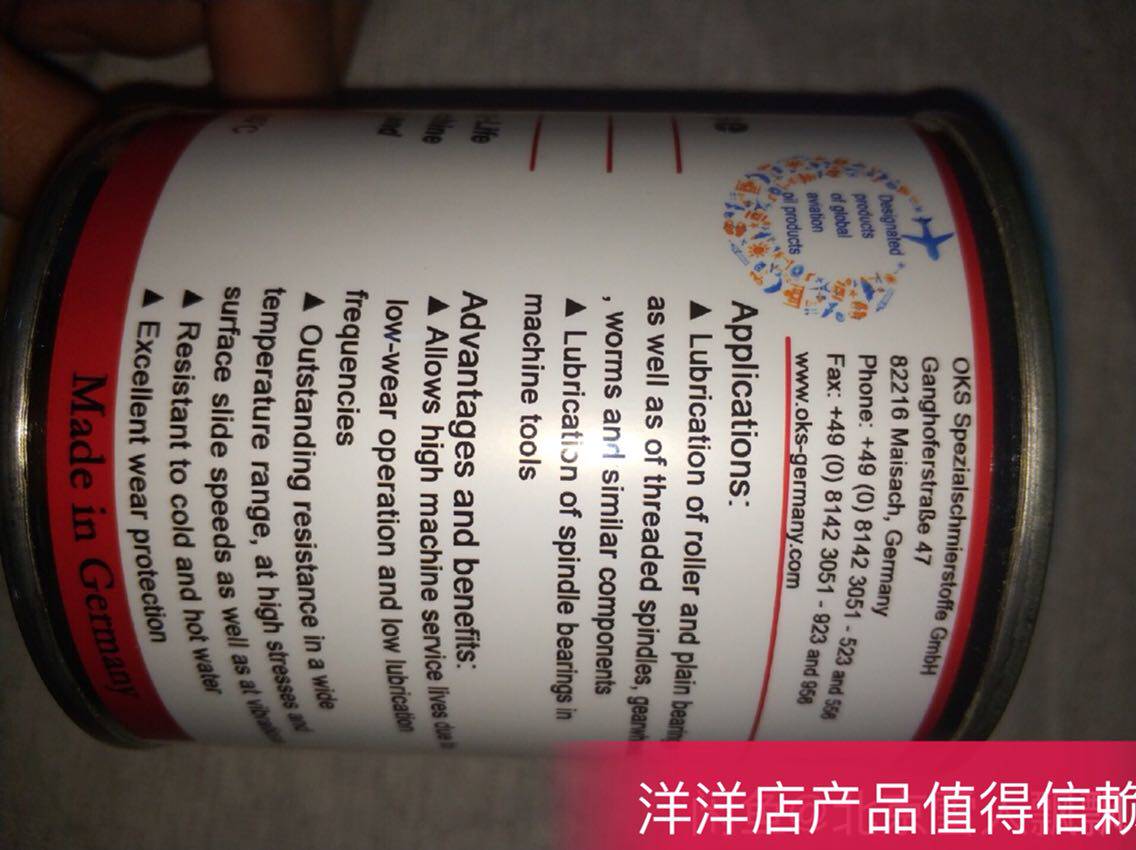 Designated
products
of global
aviation
oil products
OKS Spezialschmierstoffe GmbH
Ganghoferstraße 47
82216 Maisach, Germany
Phone: +49 (0) 8142 3051 - 523 and 556
Fax: +49 (0) 8142 3051 - 923 and 956
www.oks-germany.com
Applications:
▲ Lubrication of roller and plain
as well as of threaded spindles,
, worms and similar components
▲ Lubrication of spindle bearings in
machine tools
Advantages and benefits:
▲ Allows high machine service lives due
low-wear operation and low lubrication
frequencies
▲ Outstanding resistance in a wide
temperature range, at high stresses and
surface slide speeds as well as at
▲ Resistant to cold and hot water
▲ Excellent wear protection
Made in Germany
洋洋店产品值得信赖